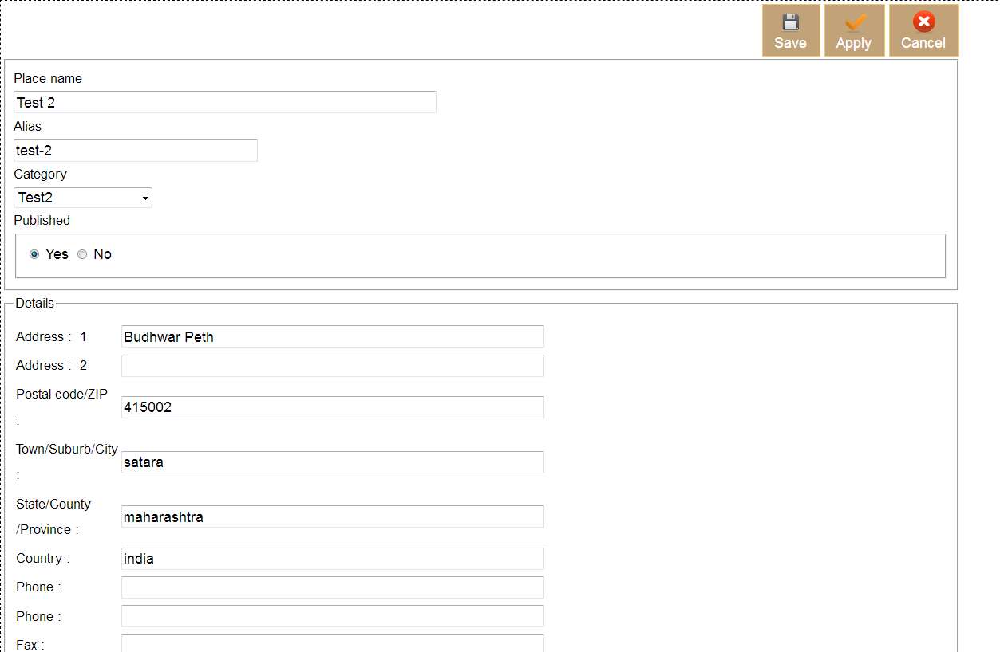 Save Apply Cancel
Place name
Test 2
Alias
test-2
Category
Test2
Published
Yes No
Details
Address : 1 Budhwar Peth
Address : 2
Postal code/ZIP
: 415002
Town/Suburb/City
: satara
State/County
/Province : maharashtra
Country : india
Phone :
Phone :
Fax :